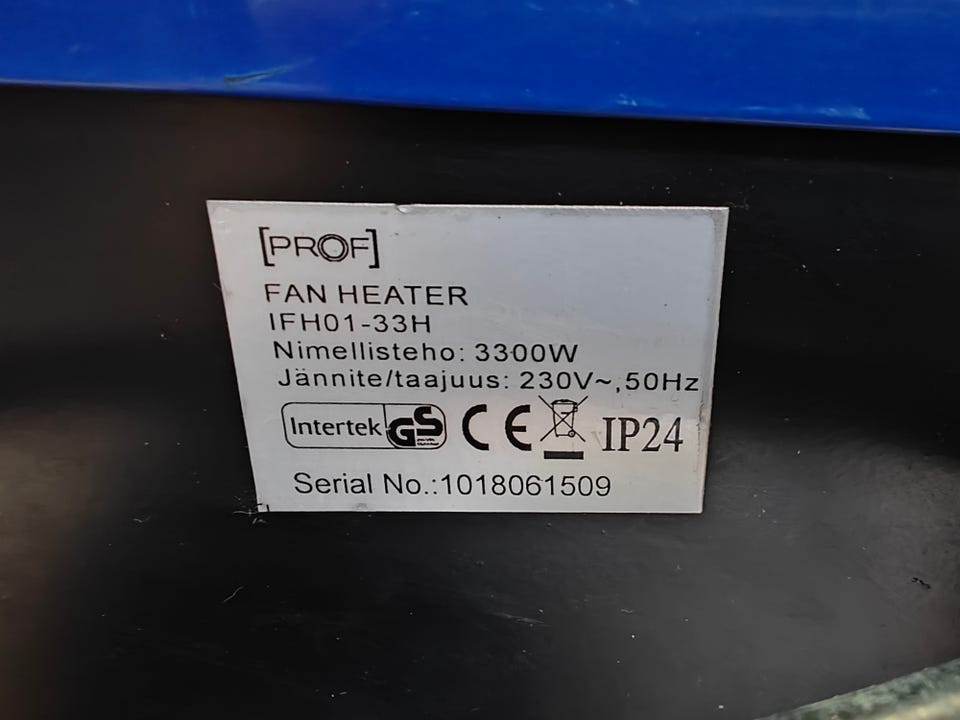 [PROF]
FAN HEATER
IFH01-33H
Nimellisteho: 3300W
Jännite/taajuus: 230V~,50Hz
Intertek GS CE IP24
Serial No.:1018061509